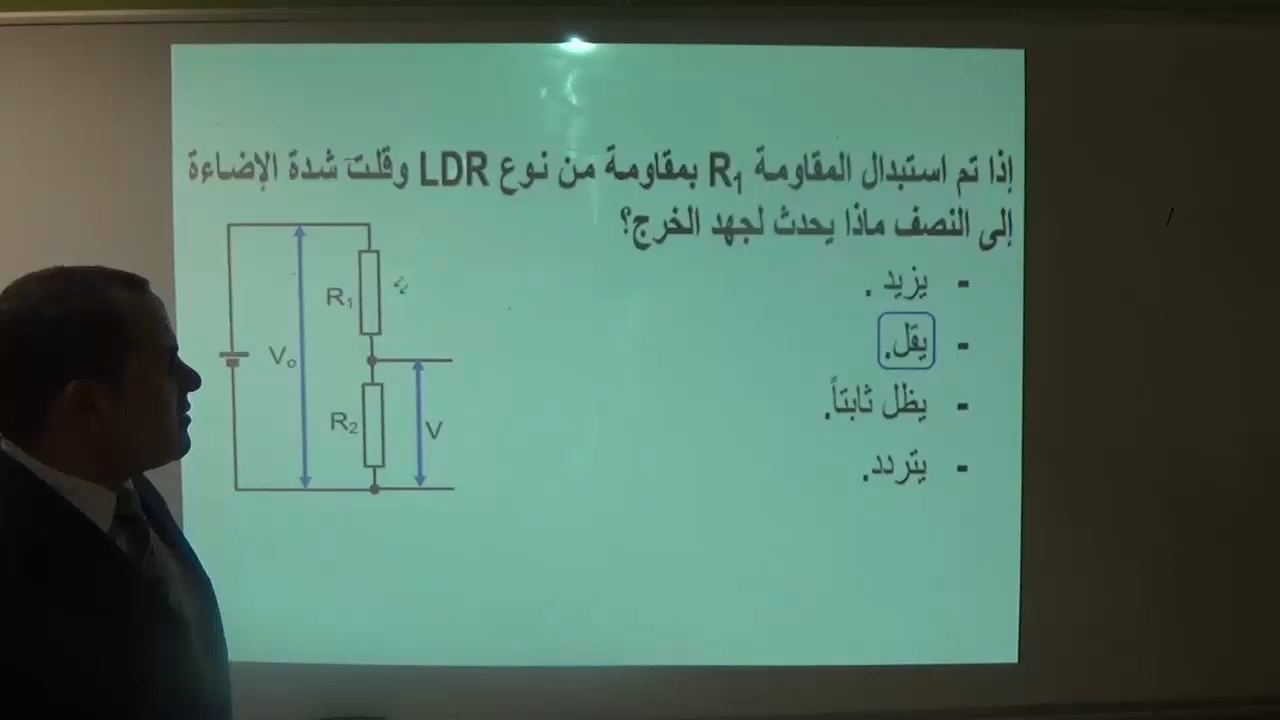 إذا تم استبدال المقاومة R₁ بمقاومة من نوع LDR وقلت شدة الإضاءة
إلى النصف ماذا يحدث لجهد الخرج؟
- يزيد .
- يقل.
- يظل ثابتاً.
- يتردد.
R₁
V₀
R₂
V